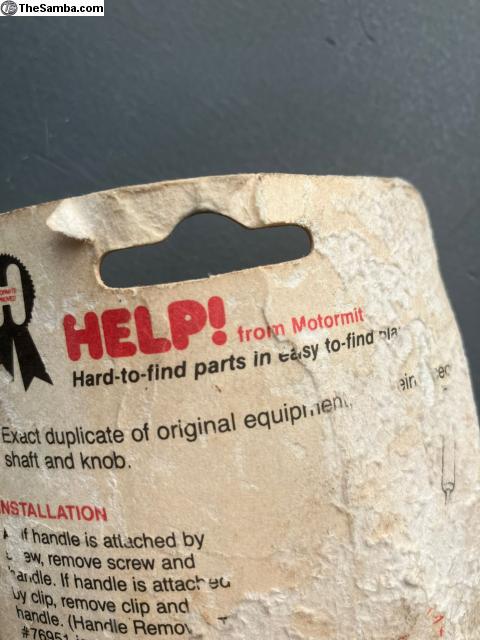 TheSamba.com
HELP! from Motormit
Hard-to-find parts in easy to-find
Exact duplicate of original equipment,
shaft and knob.
INSTALLATION
if handle is attached by
remove screw and
handle. If handle is attached
by clip, remove clip and
handle. (Handle Remov
#76951